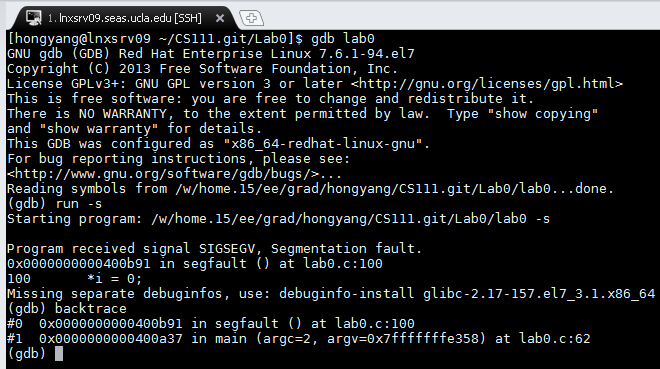 1. lnxsrv09.seas.ucla.edu [SSH]
[hongyang@lnxsrv09 ~/CS111.git/Lab0]$ gdb lab0
GNU gdb (GDB) Red Hat Enterprise Linux 7.6.1-94.el7
Copyright (C) 2013 Free Software Foundation, Inc.
License GPLv3+: GNU GPL version 3 or later <http://gnu.org/licenses/gpl.html>
This is free software: you are free to change and redistribute it.
There is NO WARRANTY, to the extent permitted by law.  Type "show copying"
and "show warranty" for details.
This GDB was configured as "x86_64-redhat-linux-gnu".
For bug reporting instructions, please see:
<http://www.gnu.org/software/gdb/bugs/>...
Reading symbols from /w/home.15/ee/grad/hongyang/CS111.git/Lab0/lab0...done.
(gdb) run -s
Starting program: /w/home.15/ee/grad/hongyang/CS111.git/Lab0/lab0 -s
Program received signal SIGSEGV, Segmentation fault.
0x0000000000400b91 in segfault () at lab0.c:100
100       *i = 0;
Missing separate debuginfos, use: debuginfo-install glibc-2.17-157.el7_3.1.x86_64
(gdb) backtrace
#0  0x0000000000400b91 in segfault () at lab0.c:100
#1  0x0000000000400a37 in main (argc=2, argv=0x7fffffffe358) at lab0.c:62
(gdb)